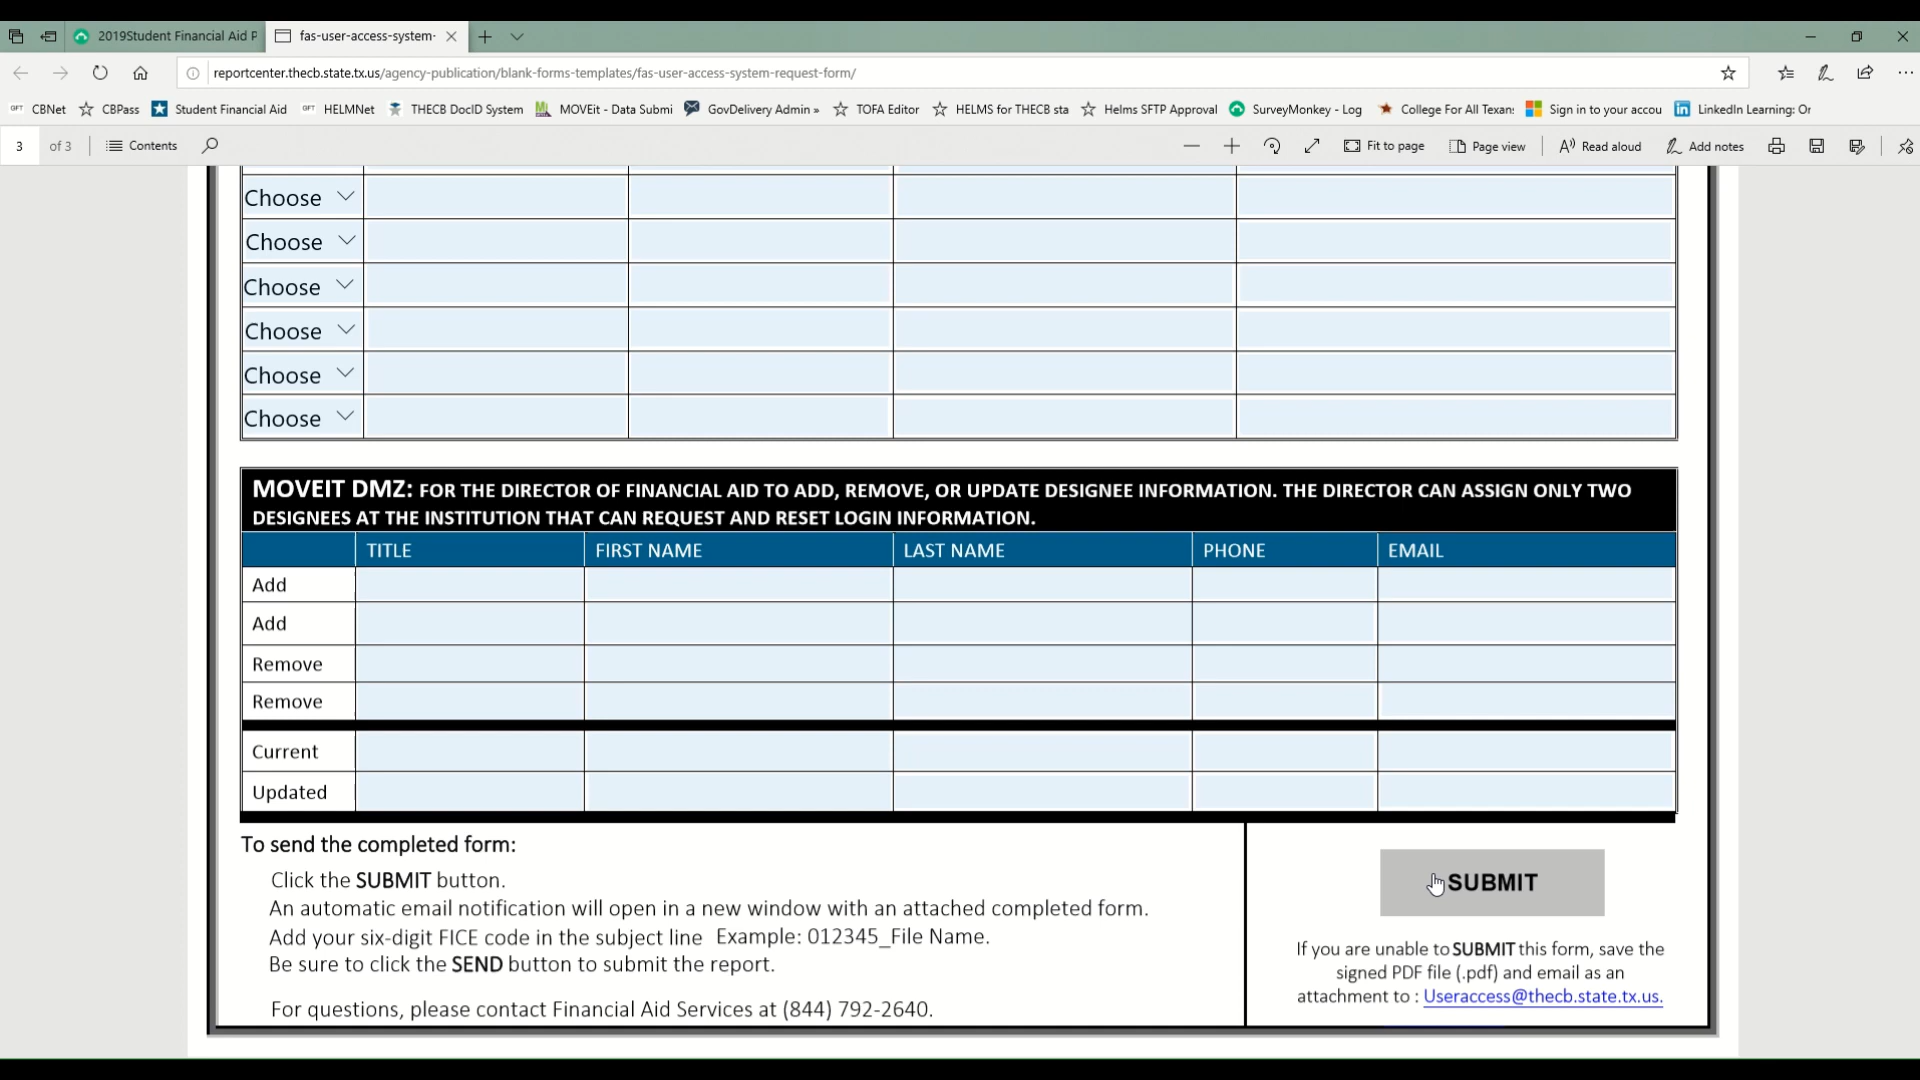 2019Student Financial Aid P
fas-user-access-system-
reportcenter.thecb.state.tx.us/agency-publication/blank-forms-templates/fas-user-access-system-request-form/
CBNet CBPass Student Financial Aid HELMNet THECB DocID System MOVEit - Data Submi GovDelivery Admin » TOFA Editor HELMS for THECB sta Helms SFTP Approval SurveyMonkey - Log College For All Texans Sign in to your accou LinkedIn Learning: Or
3 of 3 Contents Fit to page Page view Read aloud Add notes
Choose
Choose
Choose
Choose
Choose
Choose
MOVEIT DMZ: FOR THE DIRECTOR OF FINANCIAL AID TO ADD, REMOVE, OR UPDATE DESIGNEE INFORMATION. THE DIRECTOR CAN ASSIGN ONLY TWO
DESIGNEES AT THE INSTITUTION THAT CAN REQUEST AND RESET LOGIN INFORMATION.
TITLE FIRST NAME LAST NAME PHONE EMAIL
Add
Add
Remove
Remove
Current
Updated
To send the completed form:
Click the SUBMIT button.
An automatic email notification will open in a new window with an attached completed form.
Add your six-digit FICE code in the subject line Example: 012345_File Name.
Be sure to click the SEND button to submit the report.
For questions, please contact Financial Aid Services at (844) 792-2640.
SUBMIT
If you are unable to SUBMIT this form, save the
signed PDF file (.pdf) and email as an
attachment to : Useraccess@thecb.state.tx.us.